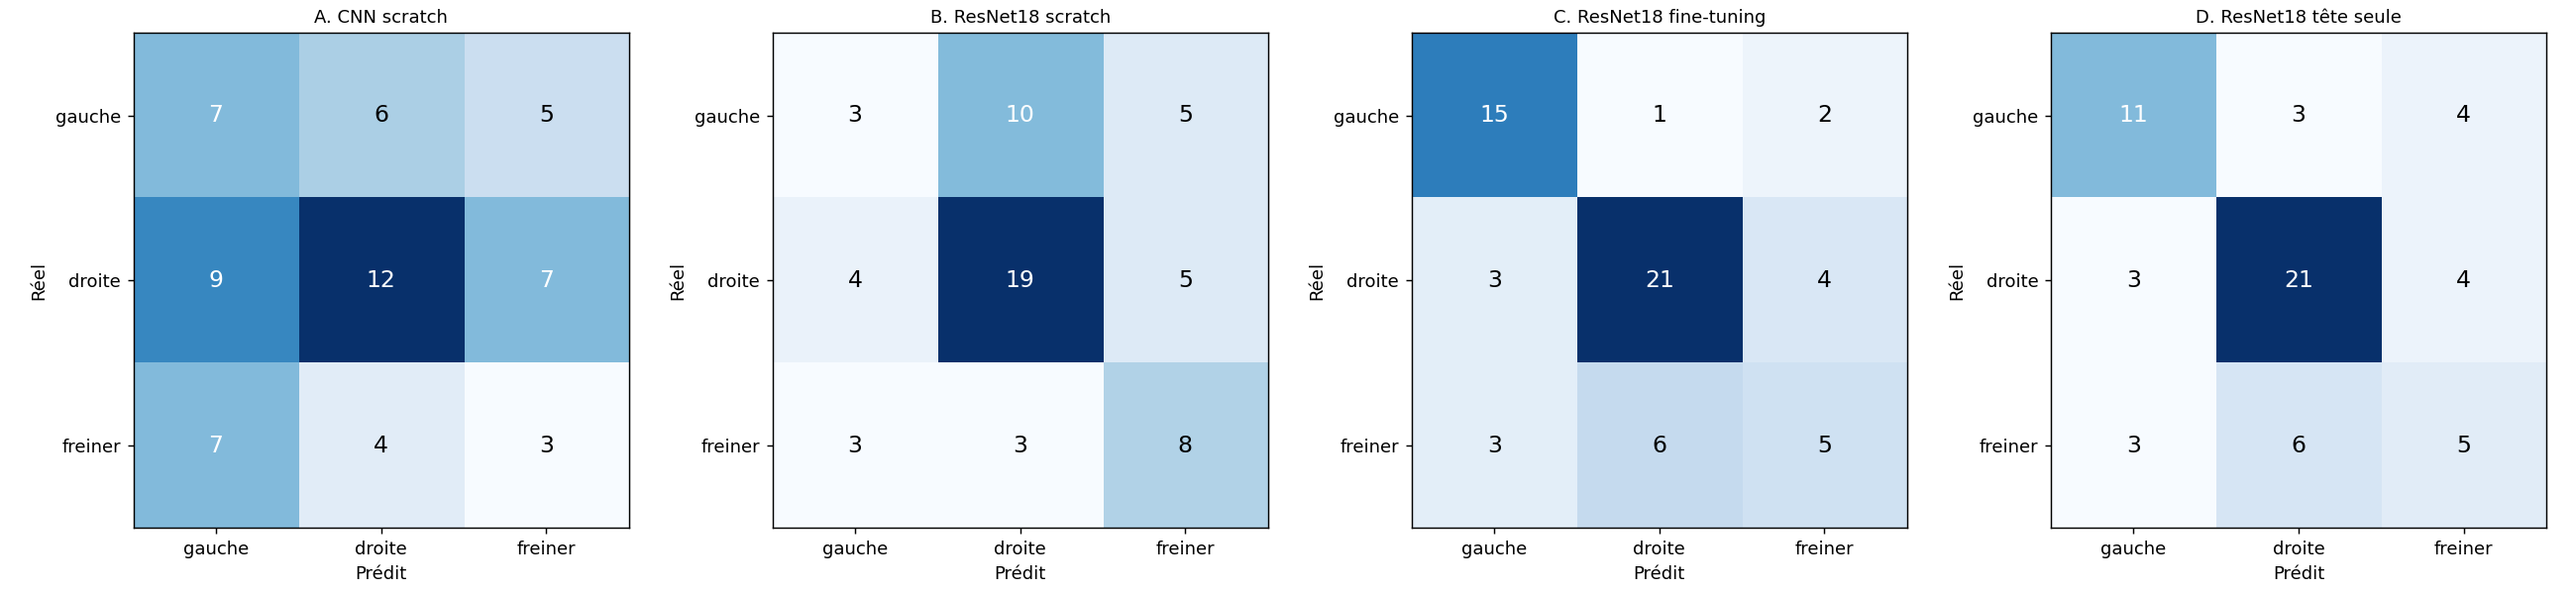 A. CNN scratch
gauche 7 6 5
droite 9 12 7
freiner 7 4 3
gauche droite freiner
Prédit
Réel
B. ResNet18 scratch
gauche 3 10 5
droite 4 19 5
freiner 3 3 8
gauche droite freiner
Prédit
Réel
C. ResNet18 fine-tuning
gauche 15 1 2
droite 3 21 4
freiner 3 6 5
gauche droite freiner
Prédit
Réel
D. ResNet18 tête seule
gauche 11 3 4
droite 3 21 4
freiner 3 6 5
gauche droite freiner
Prédit
Réel